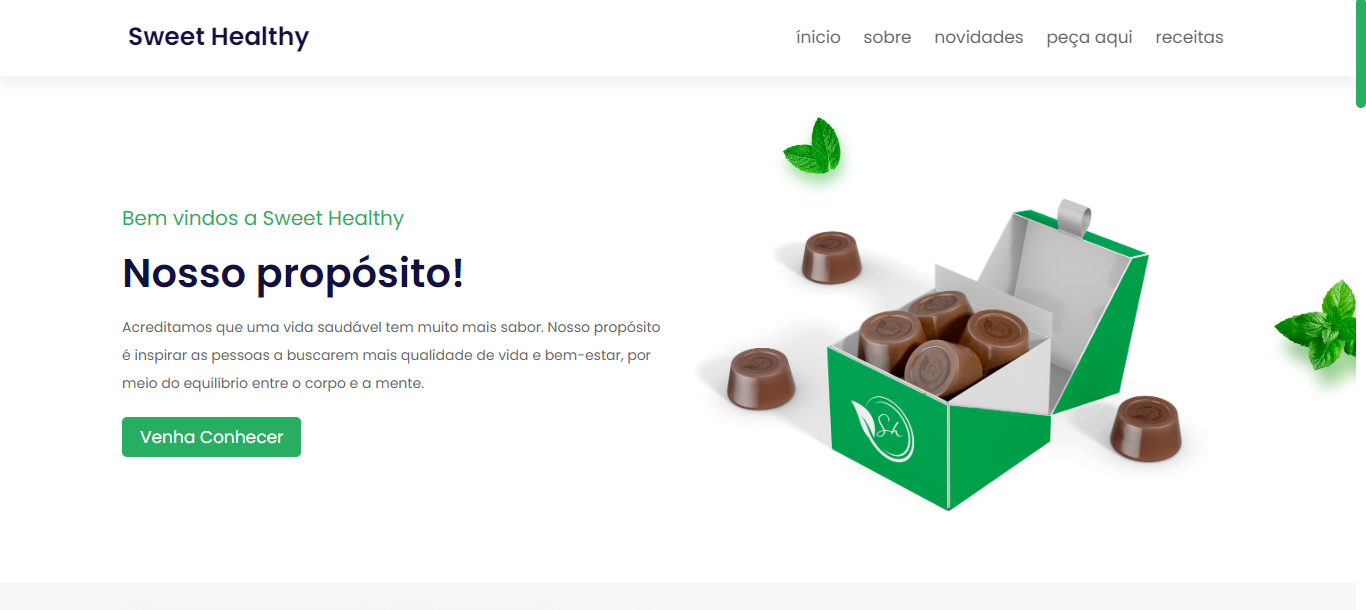 Sweet Healthy
ínicio sobre novidades peça aqui receitas
Bem vindos a Sweet Healthy
Nosso propósito!
Acreditamos que uma vida saudável tem muito mais sabor. Nosso propósito
é inspirar as pessoas a buscarem mais qualidade de vida e bem-estar, por
meio do equilíbrio entre o corpo e a mente.
Venha Conhecer
Sh